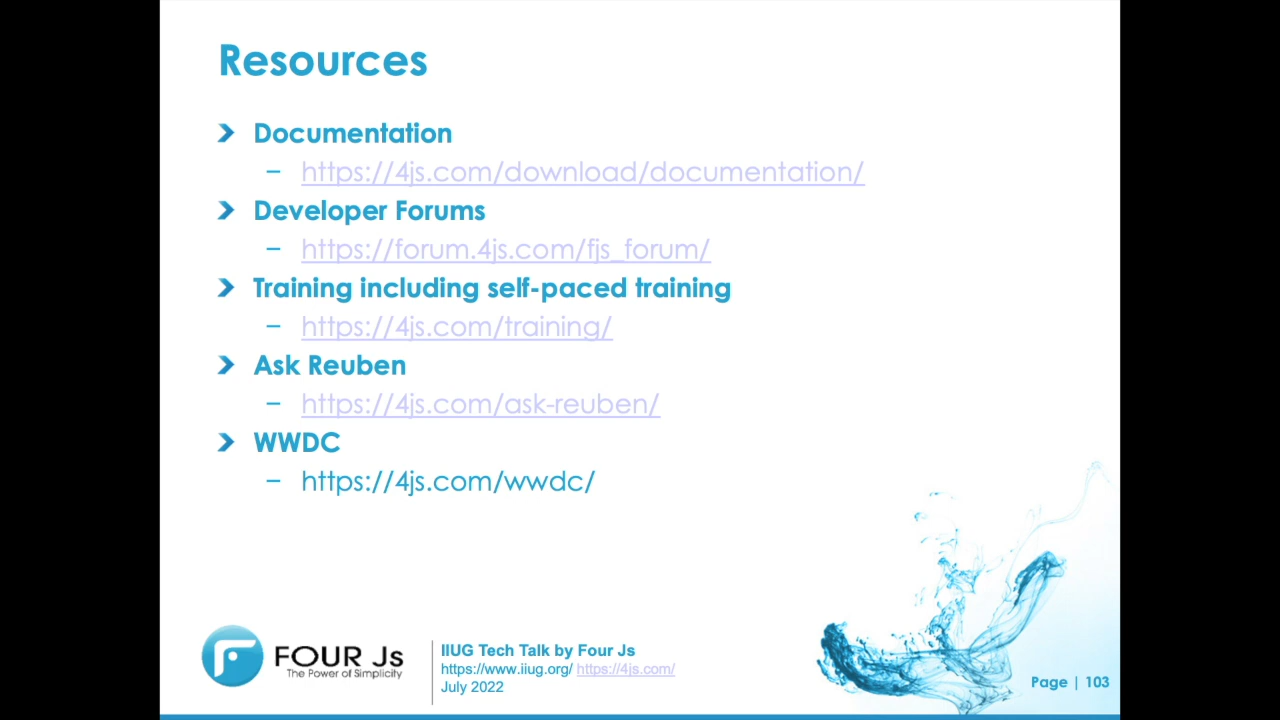 Resources
Documentation
– https://4js.com/download/documentation/
Developer Forums
– https://forum.4js.com/fjs_forum/
Training including self-paced training
– https://4js.com/training/
Ask Reuben
– https://4js.com/ask-reuben/
WWDC
– https://4js.com/wwdc/
FOUR Js
The Power of Simplicity
IIUG Tech Talk by Four Js
https://www.iiug.org/ https://4js.com/
July 2022
Page | 103